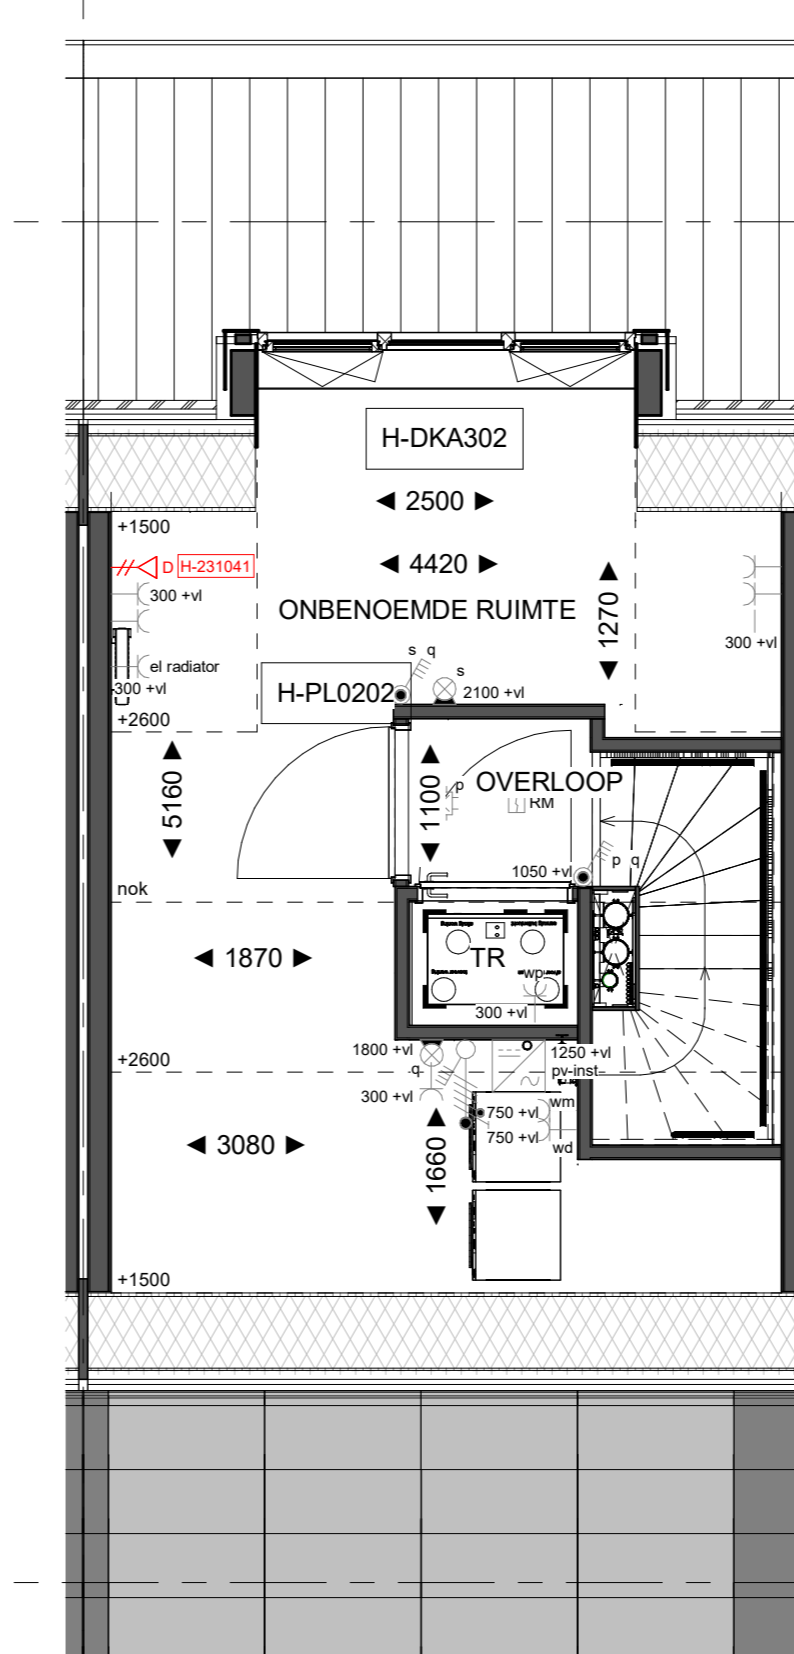 H-DKA302
◄ 2500 ►
+1500
D H-231041
◄ 4420 ►
300 +vl
ONBENOEMDE RUIMTE
◄ 1270 ►
300 +vl
el radiator
s q
s
300 +vl
H-PL0202
2100 +vl
+2600
◄ 5160 ►
◄ 1100 ►
p
OVERLOOP
RM
1050 +vl
p q
nok
◄ 1870 ►
TR
wp
300 +vl
1800 +vl
1250 +vl
+2600
q
pv-inst
300 +vl
wm
750 +vl
750 +vl
wd
◄ 3080 ►
◄ 1660 ►
+1500